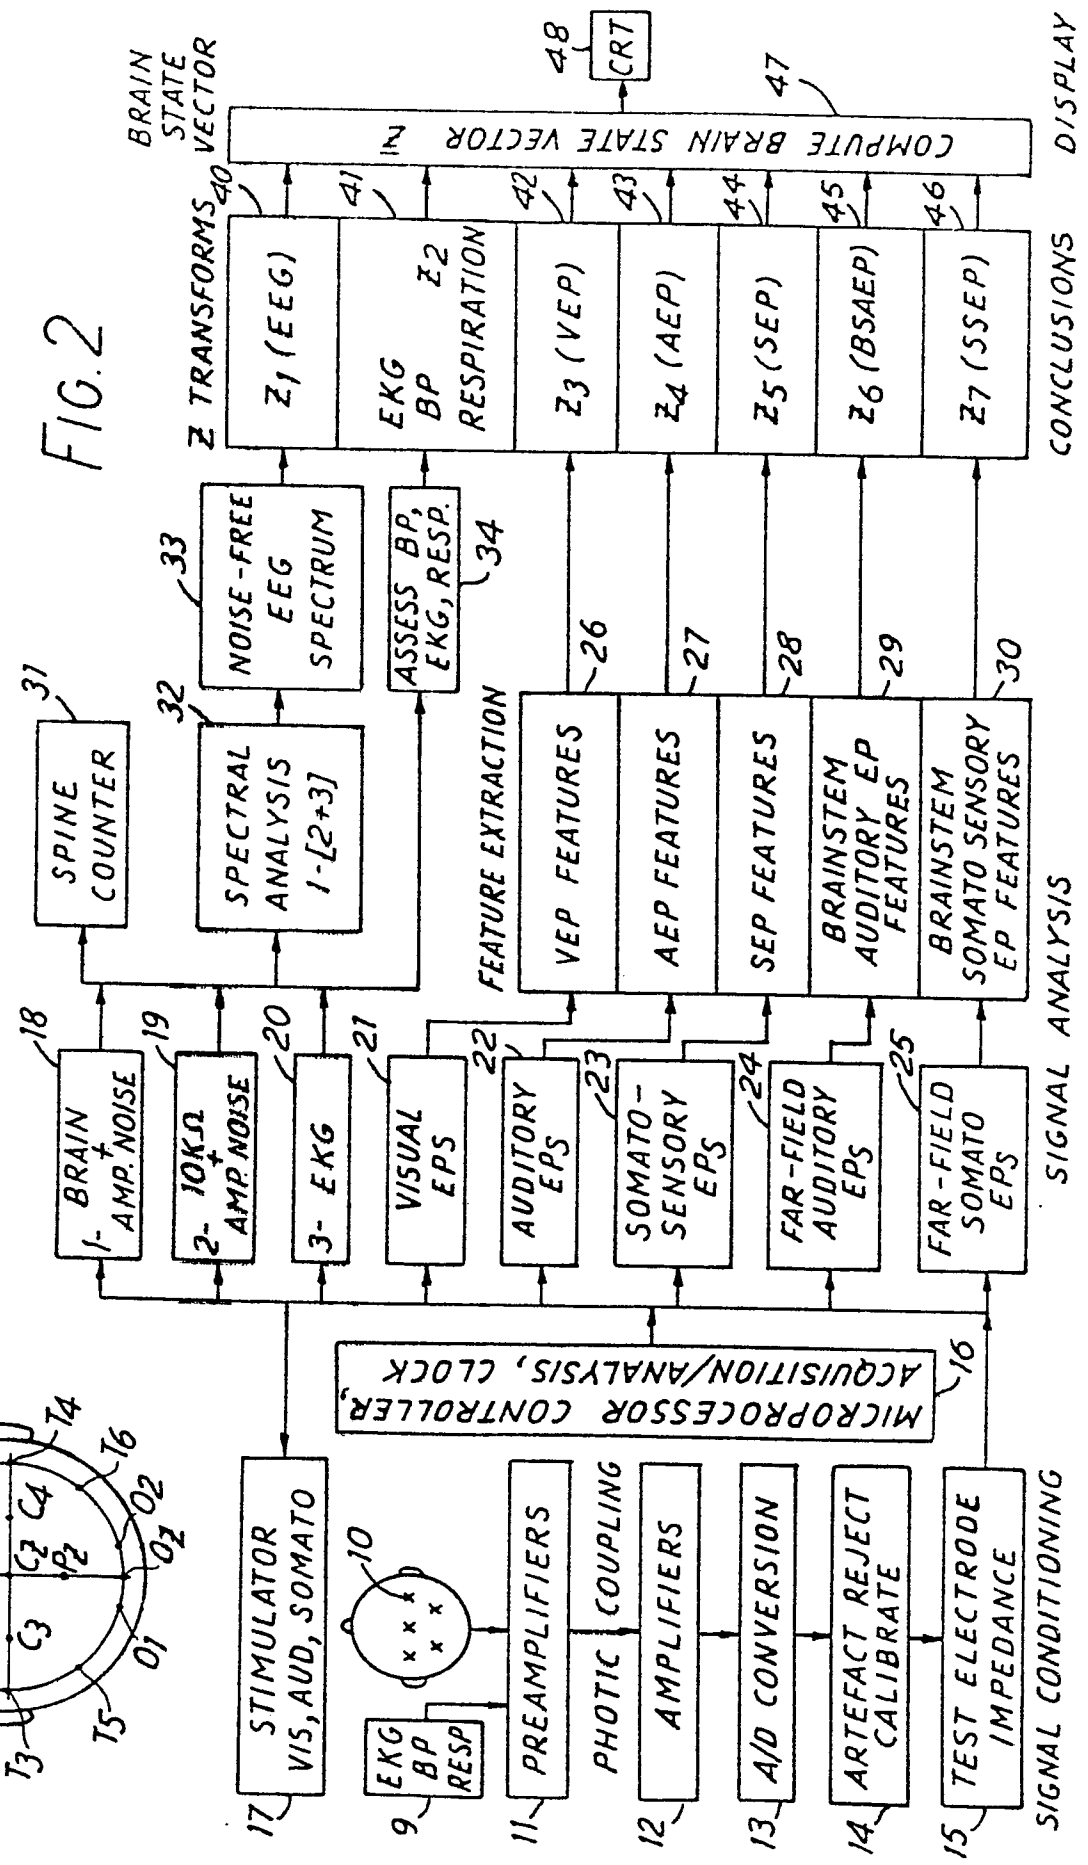 FIG. 2
T3
T5
O1
C3
CZ
PZ
OZ
O2
C4
T6
T4
17
STIMULATOR
VIS, AUD, SOMATO
10
9
EKG
BP
RESP
11
PREAMPLIFIERS
PHOTIC COUPLING
12
AMPLIFIERS
13
A/D CONVERSION
14
ARTEFACT REJECT
CALIBRATE
15
TEST ELECTRODE
IMPEDANCE
SIGNAL CONDITIONING
MICROPROCESSOR CONTROLLER,
ACQUISITION/ANALYSIS, CLOCK
16
18
1- BRAIN
+
AMP. NOISE
19
2- 10KΩ
+
AMP. NOISE
20
3- EKG
21
VISUAL
EPS
22
AUDITORY
EPS
23
SOMATO-
SENSORY
EPS
24
FAR-FIELD
AUDITORY
EPS
25
FAR-FIELD
SOMATO
EPS
SIGNAL ANALYSIS
31
SPINE
COUNTER
32
SPECTRAL
ANALYSIS
1-[2+3]
33
NOISE-FREE
EEG
SPECTRUM
ASSESS BP,
EKG, RESP.
34
FEATURE EXTRACTION
VEP FEATURES
26
AEP FEATURES
27
SEP FEATURES
28
BRAINSTEM
AUDITORY EP
FEATURES
29
BRAINSTEM
SOMATO SENSORY
EP FEATURES
30
Z TRANSFORMS
40
Z1 (EEG)
41
EKG Z2
BP
RESPIRATION
42
Z3 (VEP)
43
Z4 (AEP)
44
Z5 (SEP)
45
Z6 (BSAEP)
46
Z7 (SSEP)
CONCLUSIONS
BRAIN
STATE
VECTOR
COMPUTE BRAIN STATE VECTOR Z̅
47
48
CRT
DISPLAY